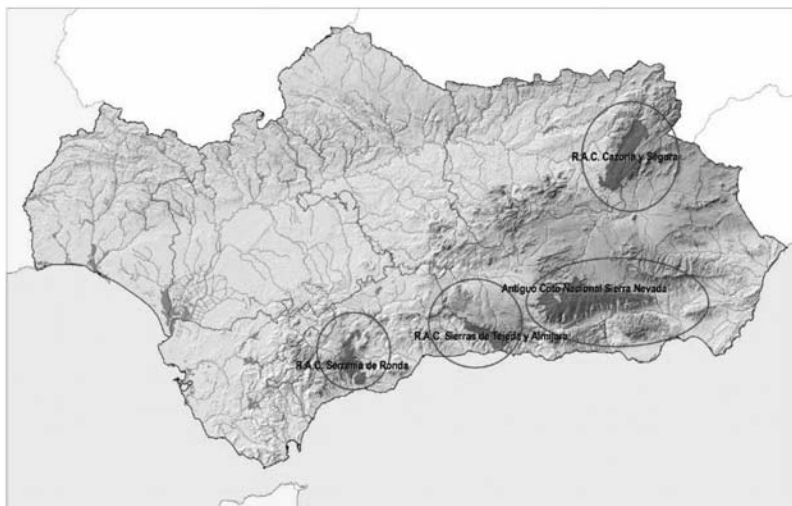 R.A.C. Cazorla y Segura
Antiguo Coto Nacional Sierra Nevada
R.A.C. Sierras de Tejeda y Almijara
R.A.C. Serranía de Ronda